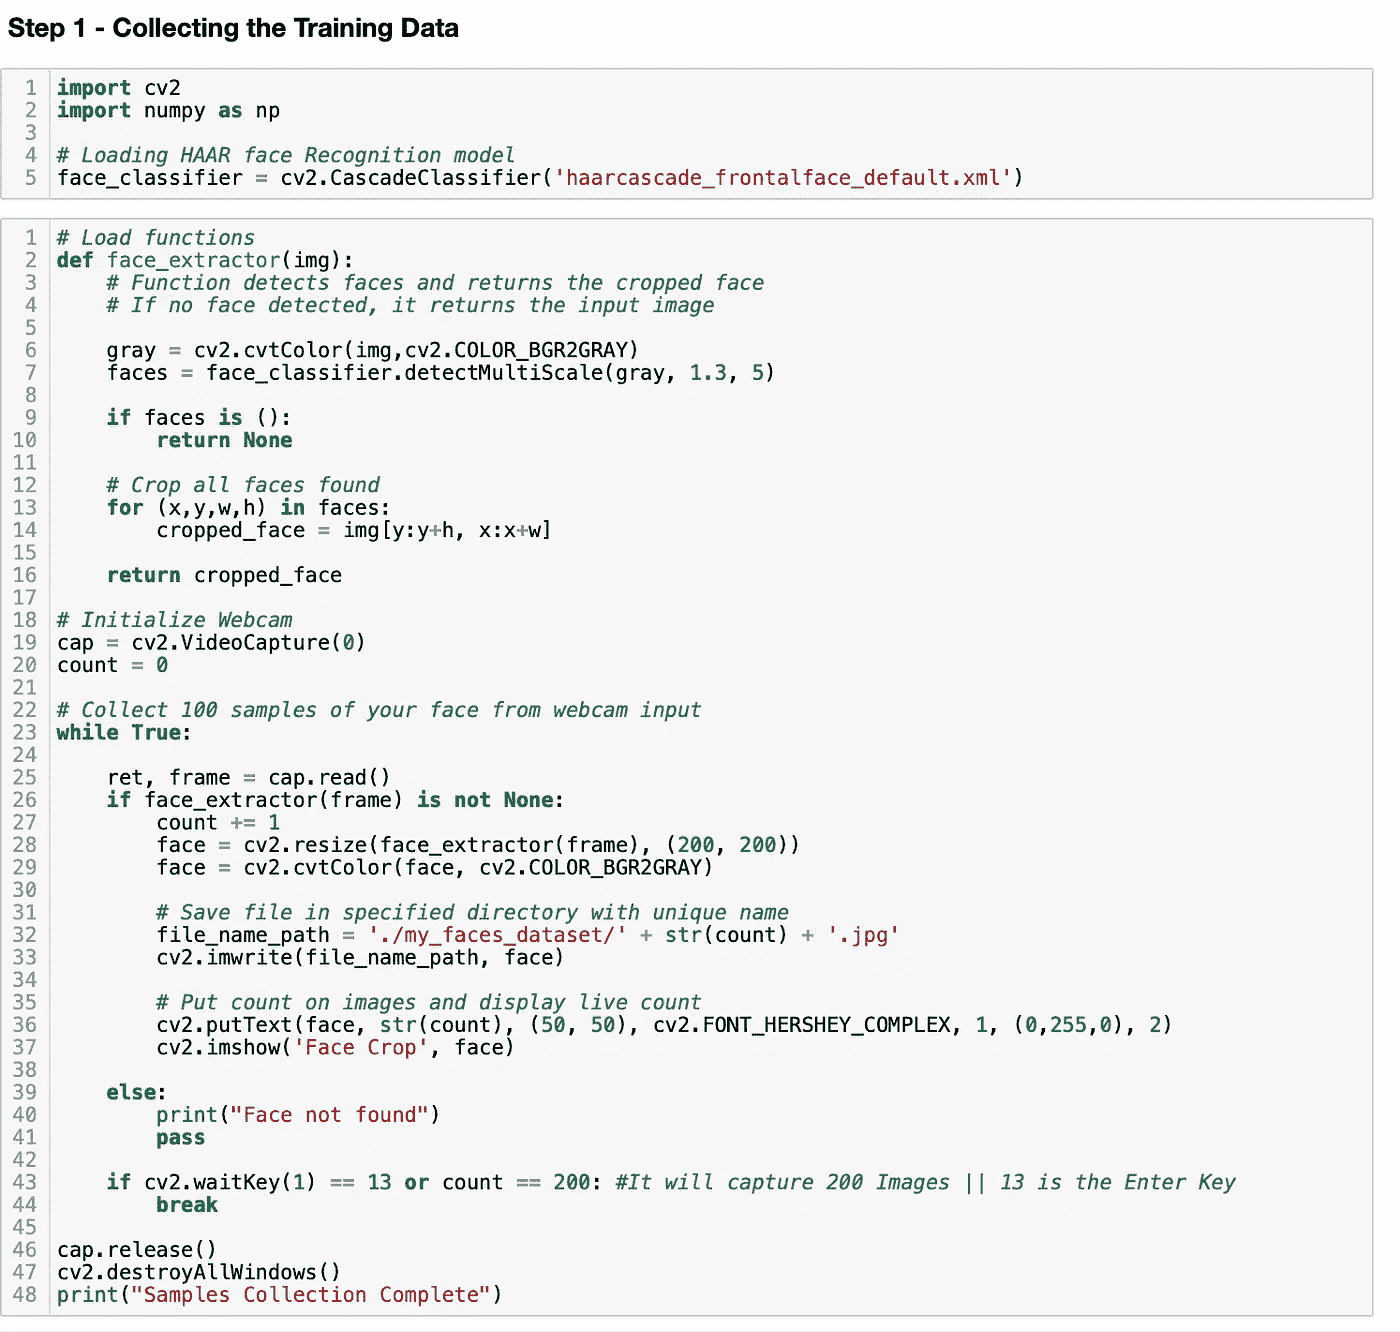 Step 1 - Collecting the Training Data
1 import cv2
2 import numpy as np
3
4 # Loading HAAR face Recognition model
5 face_classifier = cv2.CascadeClassifier('haarcascade_frontalface_default.xml')
1 # Load functions
2 def face_extractor(img):
3     # Function detects faces and returns the cropped face
4     # If no face detected, it returns the input image
5
6     gray = cv2.cvtColor(img,cv2.COLOR_BGR2GRAY)
7     faces = face_classifier.detectMultiScale(gray, 1.3, 5)
8
9     if faces is ():
10         return None
11
12     # Crop all faces found
13     for (x,y,w,h) in faces:
14         cropped_face = img[y:y+h, x:x+w]
15
16     return cropped_face
17
18 # Initialize Webcam
19 cap = cv2.VideoCapture(0)
20 count = 0
21
22 # Collect 100 samples of your face from webcam input
23 while True:
24
25     ret, frame = cap.read()
26     if face_extractor(frame) is not None:
27         count += 1
28         face = cv2.resize(face_extractor(frame), (200, 200))
29         face = cv2.cvtColor(face, cv2.COLOR_BGR2GRAY)
30
31         # Save file in specified directory with unique name
32         file_name_path = './my_faces_dataset/' + str(count) + '.jpg'
33         cv2.imwrite(file_name_path, face)
34
35         # Put count on images and display live count
36         cv2.putText(face, str(count), (50, 50), cv2.FONT_HERSHEY_COMPLEX, 1, (0,255,0), 2)
37         cv2.imshow('Face Crop', face)
38
39     else:
40         print("Face not found")
41         pass
42
43     if cv2.waitKey(1) == 13 or count == 200: #It will capture 200 Images || 13 is the Enter Key
44         break
45
46 cap.release()
47 cv2.destroyAllWindows()
48 print("Samples Collection Complete")